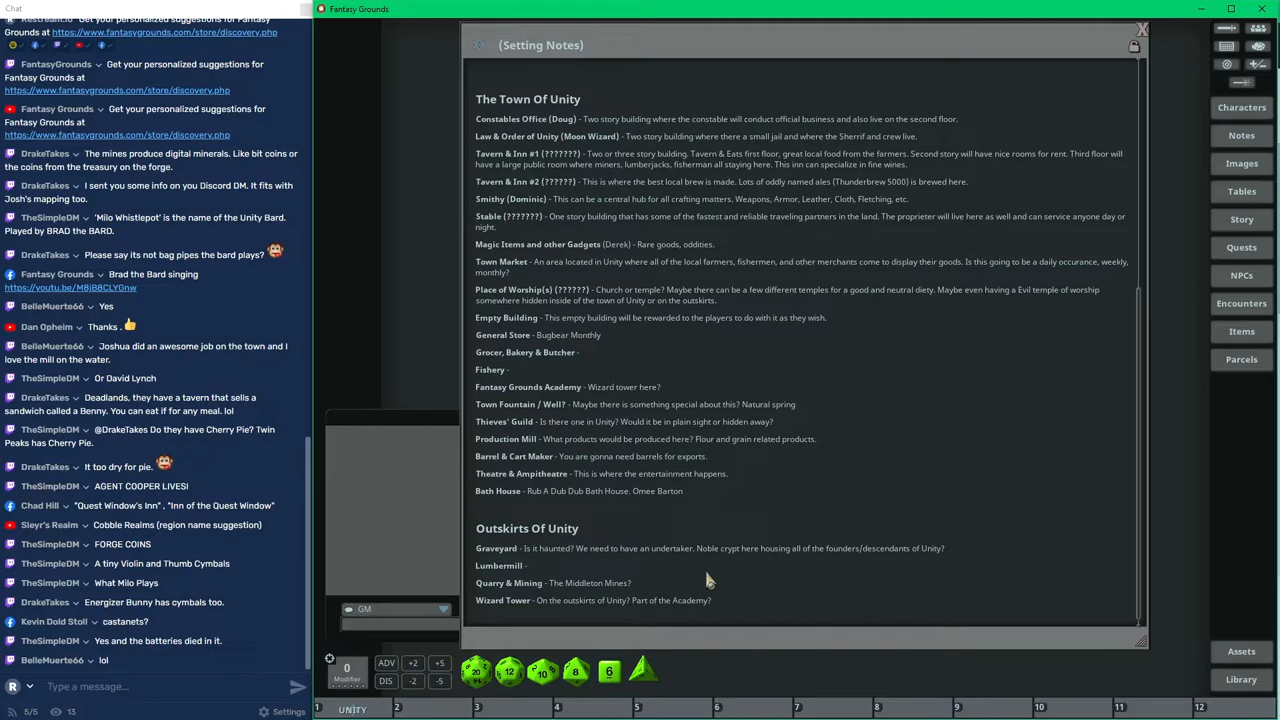 Chat
Restream.io Get your personalized suggestions for
Fantasy Grounds at
https://www.fantasygrounds.com/store/discovery.php
FantasyGrounds Get your personalized suggestions for
Fantasy Grounds at
https://www.fantasygrounds.com/store/discovery.php
Fantasy Grounds Get your personalized suggestions for
Fantasy Grounds at
https://www.fantasygrounds.com/store/discovery.php
DrakeTakes The mines produce digital minerals. Like bit coins or
the coins from the treasury on the forge.
DrakeTakes I sent you some info on you Discord DM. It fits with
Josh's mapping too.
TheSimpleDM 'Milo Whistlepot' is the name of the Unity Bard.
Played by BRAD the BARD.
DrakeTakes Please say its not bag pipes the bard plays?
Fantasy Grounds Brad the Bard singing
https://youtu.be/M8jB8CLYGnw
BelleMuerte66 Yes
Dan Opheim Thanks .
BelleMuerte66 Joshua did an awesome job on the town and I
love the mill on the water.
TheSimpleDM Or David Lynch
DrakeTakes Deadlands, they have a tavern that sells a
sandwich called a Benny. You can eat if for any meal. lol
TheSimpleDM @DrakeTakes Do they have Cherry Pie? Twin
Peaks has Cherry Pie.
DrakeTakes It too dry for pie.
TheSimpleDM AGENT COOPER LIVES!
Chad Hill "Quest Window's Inn" , "Inn of the Quest Window"
Sleyr's Realm Cobble Realms (region name suggestion)
TheSimpleDM FORGE COINS
TheSimpleDM A tiny Violin and Thumb Cymbals
TheSimpleDM What Milo Plays
DrakeTakes Energizer Bunny has cymbals too.
Kevin Dold Stoll castanets?
TheSimpleDM Yes and the batteries died in it.
BelleMuerte66 lol
R Type a message...
5/5 13 Settings
Fantasy Grounds
(Setting Notes)
X
The Town Of Unity
Constables Office (Doug) - Two story building where the constable will conduct official business and also live on the second floor.
Law & Order of Unity (Moon Wizard) - Two story building where there a small jail and where the Sherrif and crew live.
Tavern & Inn #1 (???????) - Two or three story building. Tavern & Eats first floor, great local food from the farmers. Second story will have nice rooms for rent. Third floor will
have a large public room where miners, lumberjacks, fisherman all staying here. This inn can specialize in fine wines.
Tavern & Inn #2 (??????) - This is where the best local brew is made. Lots of oddly named ales (Thunderbrew 5000) is brewed here.
Smithy (Dominic) - This can be a central hub for all crafting matters. Weapons, Armor, Leather, Cloth, Fletching, etc.
Stable (???????) - One story building that has some of the fastest and reliable traveling partners in the land. The proprieter will live here as well and can service anyone day or
night.
Magic Items and other Gadgets (Derek) - Rare goods, oddities.
Town Market - An area located in Unity where all of the local farmers, fishermen, and other merchants come to display their goods. Is this going to be a daily occurance, weekly,
monthly?
Place of Worship(s) (??????) - Church or temple? Maybe there can be a few different temples for a good and neutral diety. Maybe even having a Evil temple of worship
somewhere hidden inside of the town of Unity or on the outskirts.
Empty Building - This empty building will be rewarded to the players to do with it as they wish.
General Store - Bugbear Monthly
Grocer, Bakery & Butcher -
Fishery -
Fantasy Grounds Academy - Wizard tower here?
Town Fountain / Well? - Maybe there is something special about this? Natural spring
Thieves' Guild - Is there one in Unity? Would it be in plain sight or hidden away?
Production Mill - What products would be produced here? Flour and grain related products.
Barrel & Cart Maker - You are gonna need barrels for exports.
Theatre & Ampitheatre - This is where the entertainment happens.
Bath House - Rub A Dub Dub Bath House. Omee Barton
Outskirts Of Unity
Graveyard - Is it haunted? We need to have an undertaker. Noble crypt here housing all of the founders/descendants of Unity?
Lumbermill -
Quarry & Mining - The Middleton Mines?
Wizard Tower - On the outskirts of Unity? Part of the Academy?
GM
0
Modifier
ADV +2 +5
DIS -2 -5
20 12 10 8 6
1 UNITY 2 3 4 5 6 7 8 9 10 11 12
Characters
Notes
Images
Tables
Story
Quests
NPCs
Encounters
Items
Parcels
Assets
Library